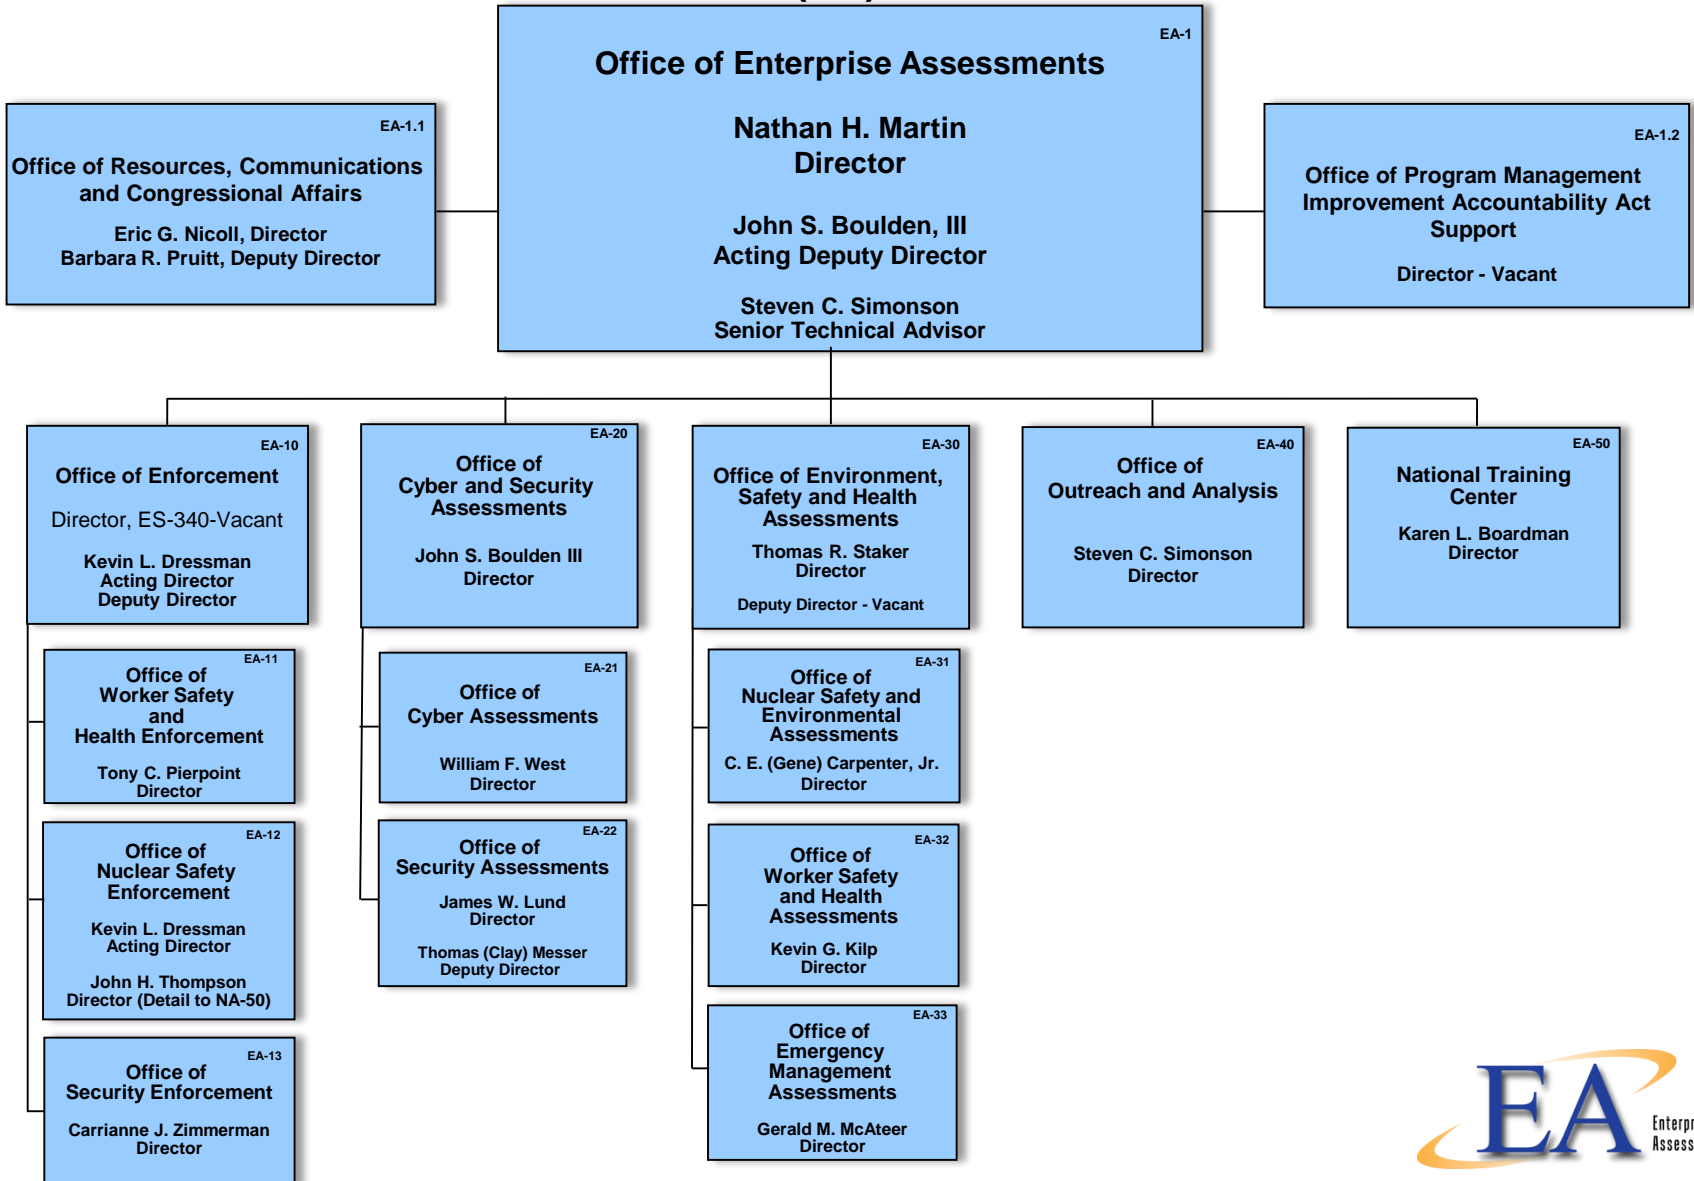 EA-1
Office of Enterprise Assessments
Nathan H. Martin
Director
John S. Boulden, III
Acting Deputy Director
Steven C. Simonson
Senior Technical Advisor
EA-1.1
Office of Resources, Communications
and Congressional Affairs
Eric G. Nicoll, Director
Barbara R. Pruitt, Deputy Director
EA-1.2
Office of Program Management
Improvement Accountability Act
Support
Director - Vacant
EA-10
Office of Enforcement
Director, ES-340-Vacant
Kevin L. Dressman
Acting Director
Deputy Director
EA-11
Office of
Worker Safety
and
Health Enforcement
Tony C. Pierpoint
Director
EA-12
Office of
Nuclear Safety
Enforcement
Kevin L. Dressman
Acting Director
John H. Thompson
Director (Detail to NA-50)
EA-13
Office of
Security Enforcement
Carrianne J. Zimmerman
Director
EA-20
Office of
Cyber and Security
Assessments
John S. Boulden III
Director
EA-21
Office of
Cyber Assessments
William F. West
Director
EA-22
Office of
Security Assessments
James W. Lund
Director
Thomas (Clay) Messer
Deputy Director
EA-30
Office of Environment,
Safety and Health
Assessments
Thomas R. Staker
Director
Deputy Director - Vacant
EA-31
Office of
Nuclear Safety and
Environmental
Assessments
C. E. (Gene) Carpenter, Jr.
Director
EA-32
Office of
Worker Safety
and Health
Assessments
Kevin G. Kilp
Director
EA-33
Office of
Emergency
Management
Assessments
Gerald M. McAteer
Director
EA-40
Office of
Outreach and Analysis
Steven C. Simonson
Director
EA-50
National Training
Center
Karen L. Boardman
Director
EA
Enterpr
Assess